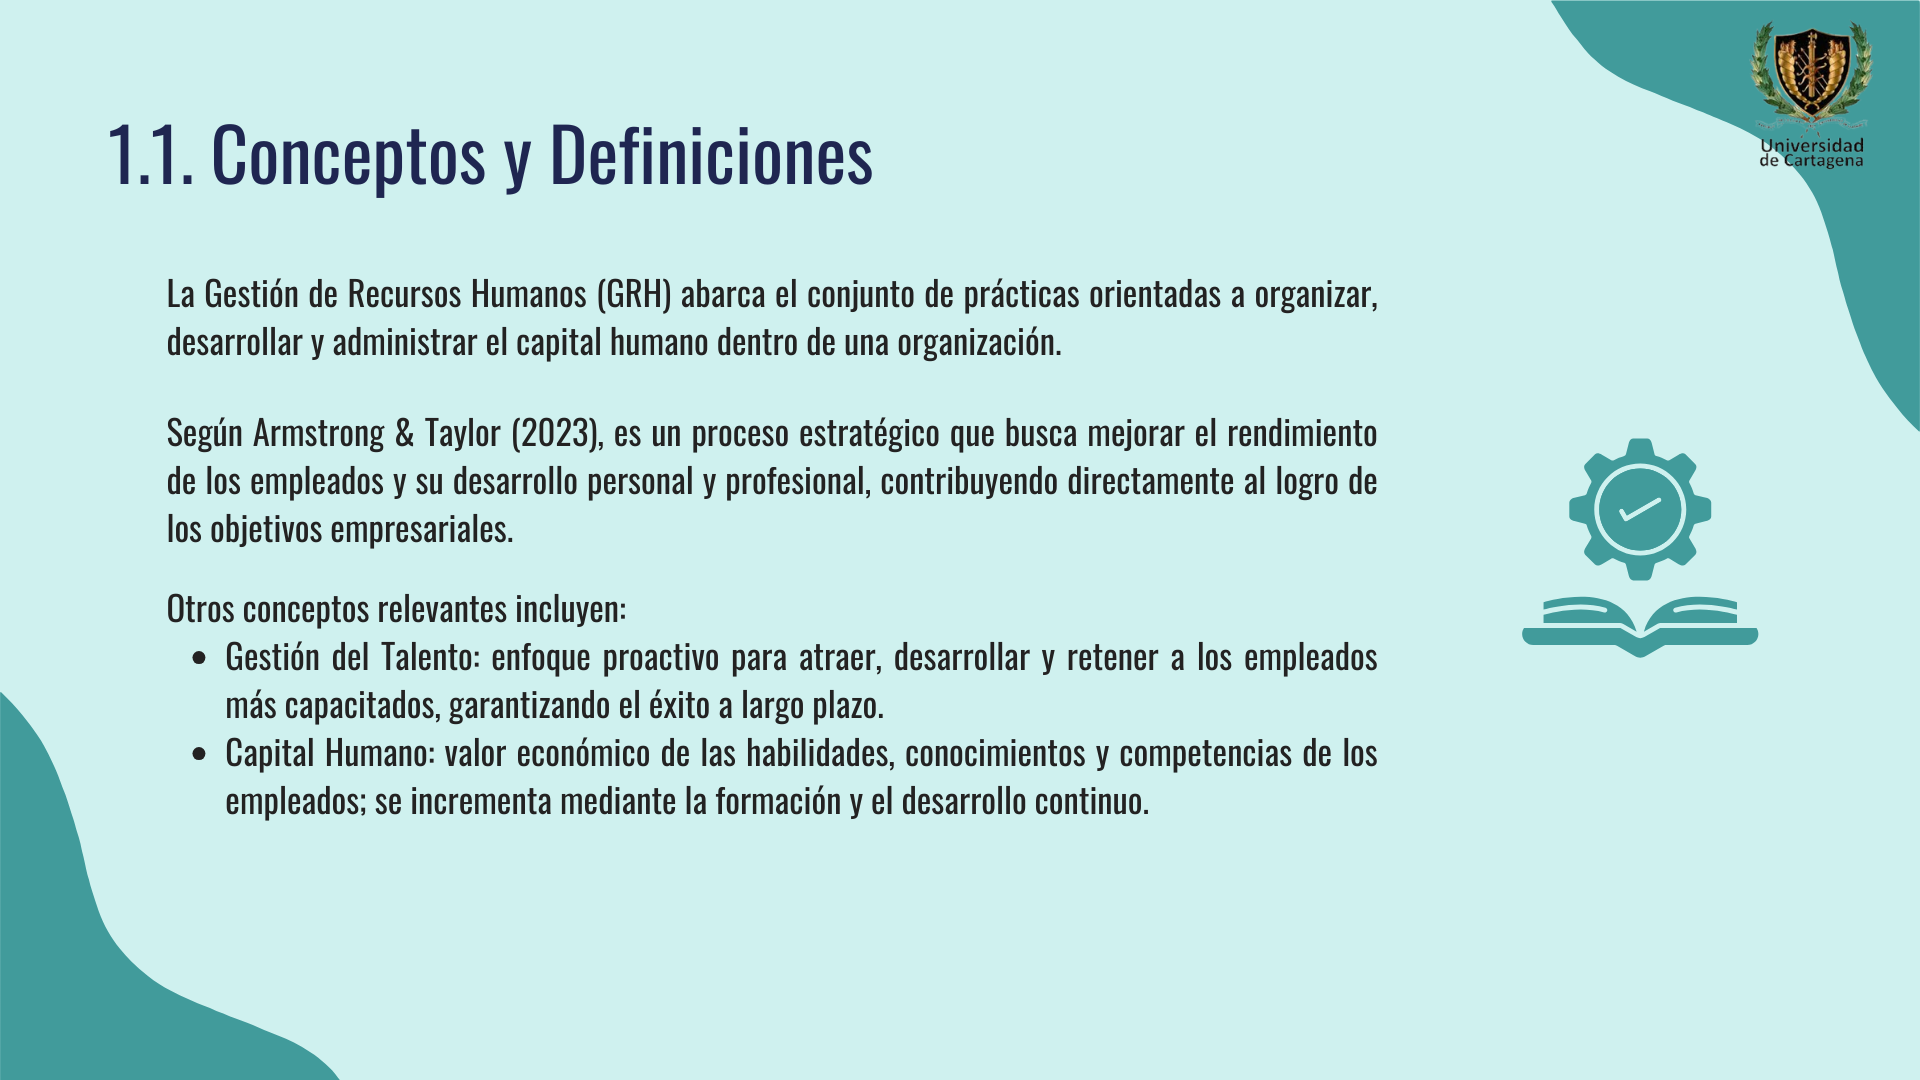 Universidad
de Cartagena
1.1. Conceptos y Definiciones
La Gestión de Recursos Humanos (GRH) abarca el conjunto de prácticas orientadas a organizar,
desarrollar y administrar el capital humano dentro de una organización.
Según Armstrong & Taylor (2023), es un proceso estratégico que busca mejorar el rendimiento
de los empleados y su desarrollo personal y profesional, contribuyendo directamente al logro de
los objetivos empresariales.
Otros conceptos relevantes incluyen:
• Gestión del Talento: enfoque proactivo para atraer, desarrollar y retener a los empleados
más capacitados, garantizando el éxito a largo plazo.
• Capital Humano: valor económico de las habilidades, conocimientos y competencias de los
empleados; se incrementa mediante la formación y el desarrollo continuo.